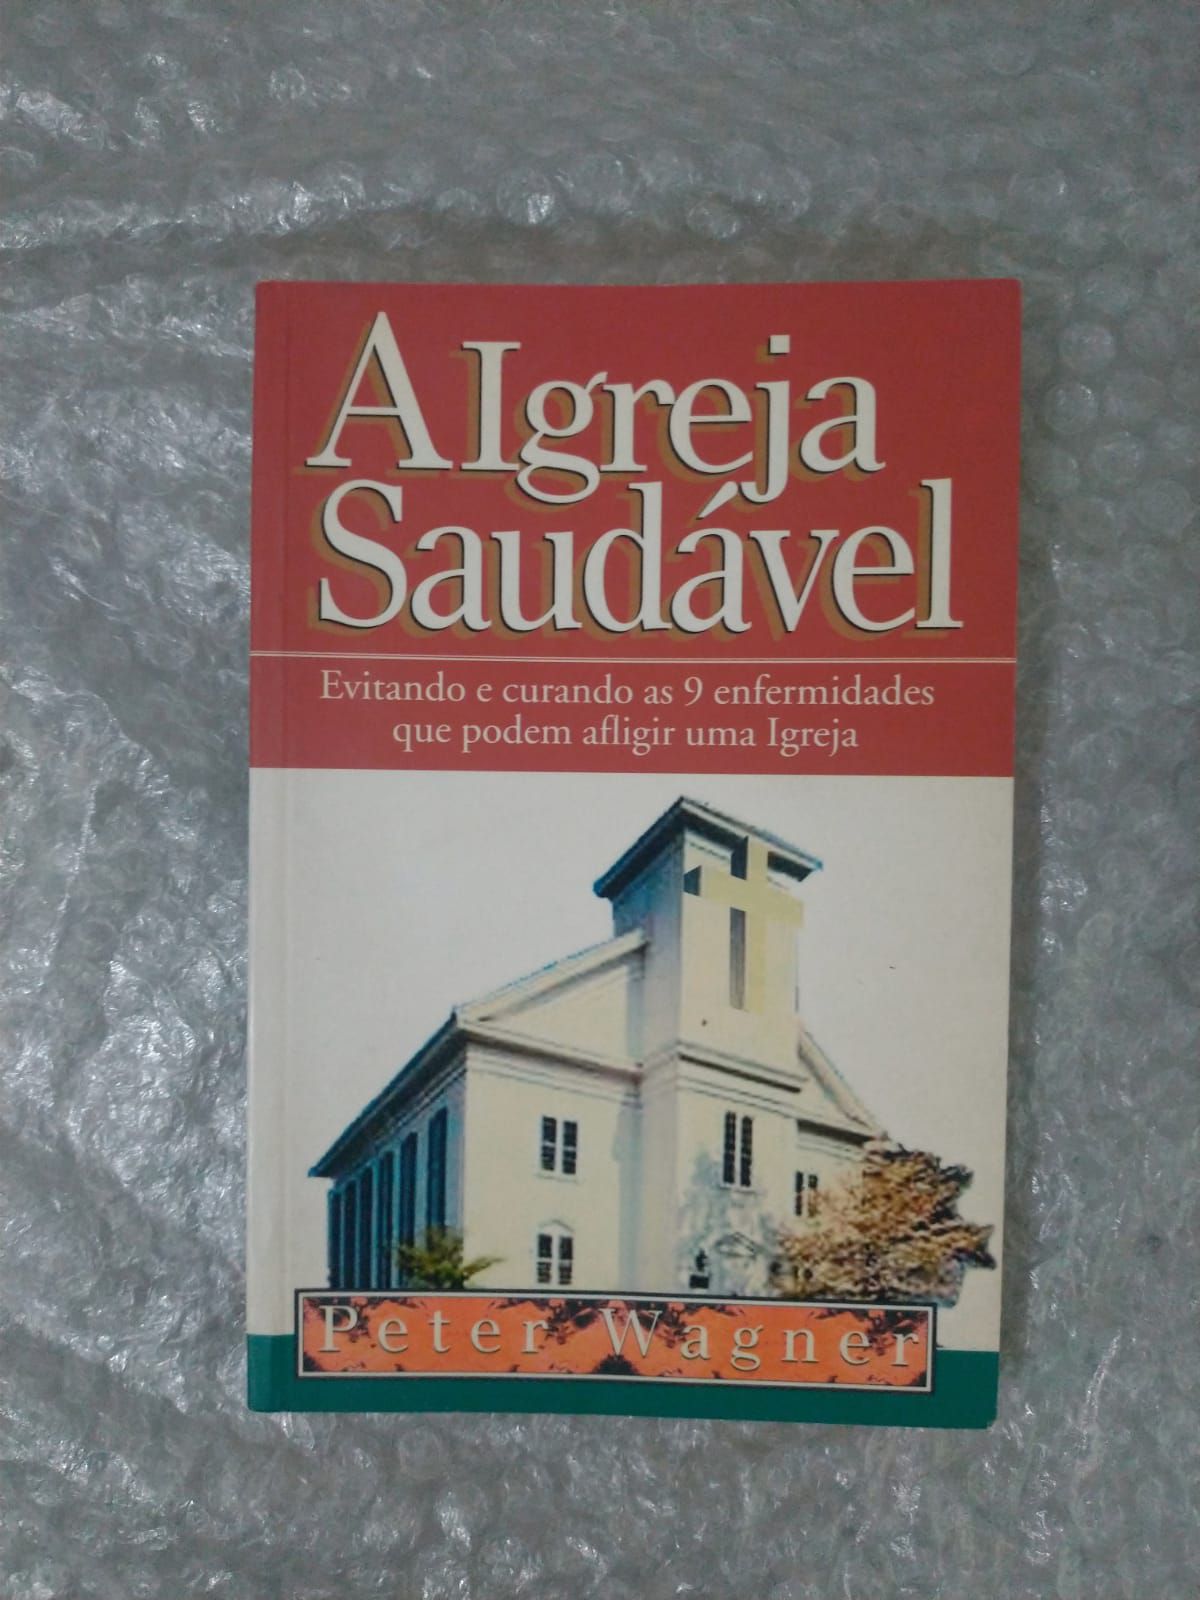 A Igreja
Saudável
Evitando e curando as 9 enfermidades
que podem afligir uma Igreja
Peter Wagner